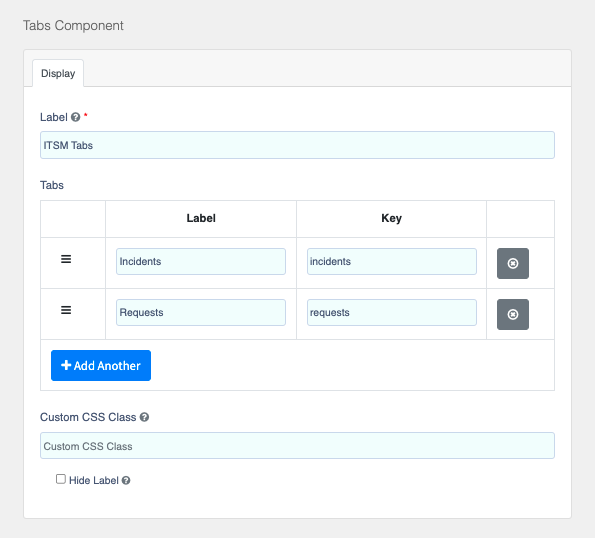 Tabs Component
Display
Label *
ITSM Tabs
Tabs
Label Key
Incidents incidents
Requests requests
Add Another
Custom CSS Class
Custom CSS Class
Hide Label